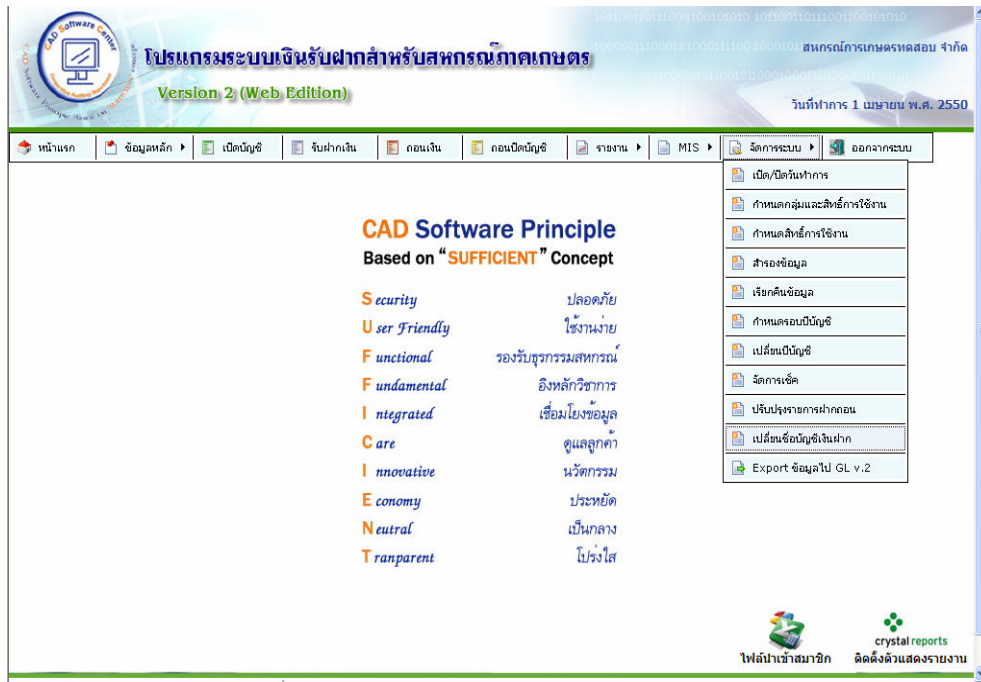 CAD Software Center
โปรแกรมระบบเงินรับฝากสำหรับสหกรณ์ภาคเกษตร
Version 2 (Web Edition)
สหกรณ์การเกษตรทดสอบ จำกัด
วันที่ทำการ 1 เมษายน พ.ศ. 2550
หน้าแรก ข้อมูลหลัก เปิดบัญชี รับฝากเงิน ถอนเงิน ถอนปิดบัญชี รายงาน MIS จัดการระบบ ออกจากระบบ
เปิด/ปิดวันทำการ
กำหนดกลุ่มและสิทธิ์การใช้งาน
กำหนดสิทธิ์การใช้งาน
สำรองข้อมูล
เรียกคืนข้อมูล
กำหนดรอบปีบัญชี
เปลี่ยนปีบัญชี
จัดการเช็ค
ปรับปรุงรายการฝากถอน
เปลี่ยนชื่อบัญชีเงินฝาก
Export ข้อมูลไป GL v.2
CAD Software Principle
Based on “SUFFICIENT” Concept
Security ปลอดภัย
User Friendly ใช้งานง่าย
Functional รองรับธุรกรรมสหกรณ์
Fundamental อิงหลักวิชาการ
Integrated เชื่อมโยงข้อมูล
Care ดูแลลูกค้า
Innovative นวัตกรรม
Economy ประหยัด
Neutral เป็นกลาง
Tranparent โปร่งใส
ไฟล์นำเข้าสมาชิก
crystal reports
ติดตั้งตัวแสดงรายงาน